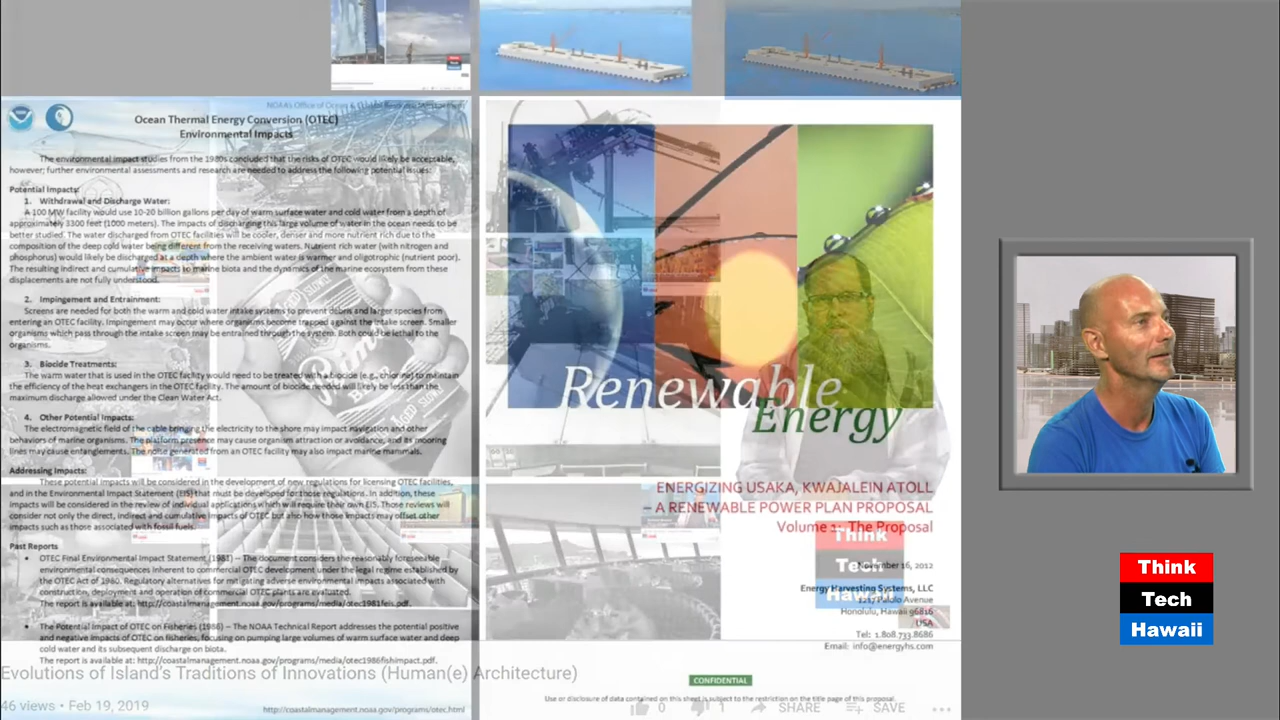 NOAA's Office of Ocean & Coastal Resource Management
Ocean Thermal Energy Conversion (OTEC)
Environmental Impacts
The environmental impact studies from the 1980s concluded that the risks of OTEC would likely be acceptable,
however; further environmental assessments and research are needed to address the following potential issues:
Potential Impacts:
1. Withdrawal and Discharge Water:
A 100 MW facility would use 10-20 billion gallons per day of warm surface water and cold water from a depth of
approximately 3300 feet (1000 meters). The impacts of discharging this large volume of water in the ocean needs to be
better studied. The water discharged from OTEC facilities will be cooler, denser and more nutrient rich due to the
composition of the deep cold water being different from the receiving waters. Nutrient rich water (with nitrogen and
phosphorus) would likely be discharged at a depth where the ambient water is warmer and oligotrophic (nutrient poor).
The resulting indirect and cumulative impacts to marine biota and the dynamics of the marine ecosystem from these
displacements are not fully understood.
2. Impingement and Entrainment:
Screens are needed for both the warm and cold water intake systems to prevent debris and larger species from
entering an OTEC facility. Impingement may occur where organisms become trapped against the intake screen. Smaller
organisms which pass through the intake screen may be entrained through the system. Both could be lethal to the
organisms.
3. Biocide Treatments:
The warm water that is used in the OTEC facility would need to be treated with a biocide (e.g., chlorine) to maintain
the efficiency of the heat exchangers in the OTEC facility. The amount of biocide needed will likely be less than the
maximum discharge allowed under the Clean Water Act.
4. Other Potential Impacts:
The electromagnetic field of the cable bringing the electricity to the shore may impact navigation and other
behaviors of marine organisms. The platform presence may cause organism attraction or avoidance, and its mooring
lines may cause entanglements. The noise generated from an OTEC facility may also impact marine mammals.
Addressing Impacts:
These potential impacts will be considered in the development of new regulations for licensing OTEC facilities,
and in the Environmental Impact Statement (EIS) that must be developed for those regulations. In addition, these
impacts will be considered in the review of individual applications which will require their own EIS. Those reviews will
consider not only the direct, indirect and cumulative impacts of OTEC but also how those impacts may offset other
impacts such as those associated with fossil fuels.
Past Reports
• OTEC Final Environmental Impact Statement (1981) – The document considers the reasonably foreseeable
environmental consequences inherent to commercial OTEC development under the legal regime established by
the OTEC Act of 1980. Regulatory alternatives for mitigating adverse environmental impacts associated with
construction, deployment and operation of commercial OTEC plants are evaluated.
The report is available at: http://coastalmanagement.noaa.gov/programs/media/otec1981feis.pdf.
• The Potential Impact of OTEC on Fisheries (1986) – The NOAA Technical Report addresses the potential positive
and negative impacts of OTEC on fisheries, focusing on pumping large volumes of warm surface water and deep
cold water and its subsequent discharge on biota.
The report is available at: http://coastalmanagement.noaa.gov/programs/media/otec1986fishimpact.pdf.
http://coastalmanagement.noaa.gov/programs/otec.html
Evolutions of Island's Traditions of Innovations (Human(e) Architecture)
46 views • Feb 19, 2019
0
1
SHARE
SAVE
Renewable
Energy
ENERGIZING USAKA, KWAJALEIN ATOLL
– A RENEWABLE POWER PLAN PROPOSAL
Volume 1: The Proposal
November 16, 2012
Energy Harvesting Systems, LLC
1217 Palolo Avenue
Honolulu, Hawaii 96816
USA
Tel: 1.808.733.8686
Email: info@energyhs.com
CONFIDENTIAL
Use or disclosure of data contained on this sheet is subject to the restriction on the title page of this proposal.
Think
Tech
Hawaii
Think
Tech
Hawaii